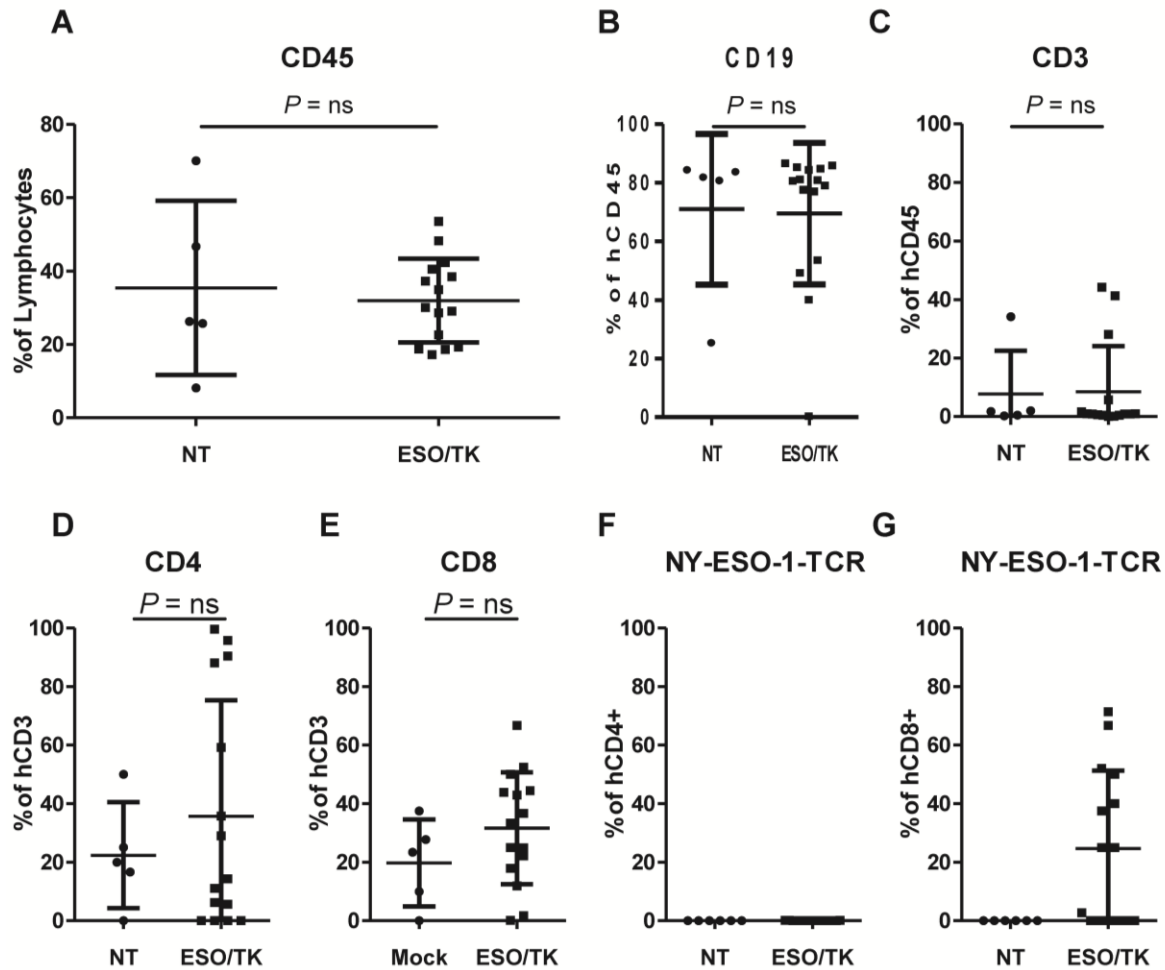 A
CD45
P = ns
%of Lymphocytes
80
60
40
20
0
NT
ESO/TK
B
CD19
P = ns
% of hCD45
100
80
60
40
20
0
NT
ESO/TK
C
CD3
P = ns
%of hCD45
100
80
60
40
20
0
NT
ESO/TK
D
CD4
P = ns
%of hCD3
100
80
60
40
20
0
NT
ESO/TK
E
CD8
P = ns
%of hCD3
100
80
60
40
20
0
Mock
ESO/TK
F
NY-ESO-1-TCR
%of hCD4+
100
80
60
40
20
0
NT
ESO/TK
G
NY-ESO-1-TCR
%of hCD8+
100
80
60
40
20
0
NT
ESO/TK